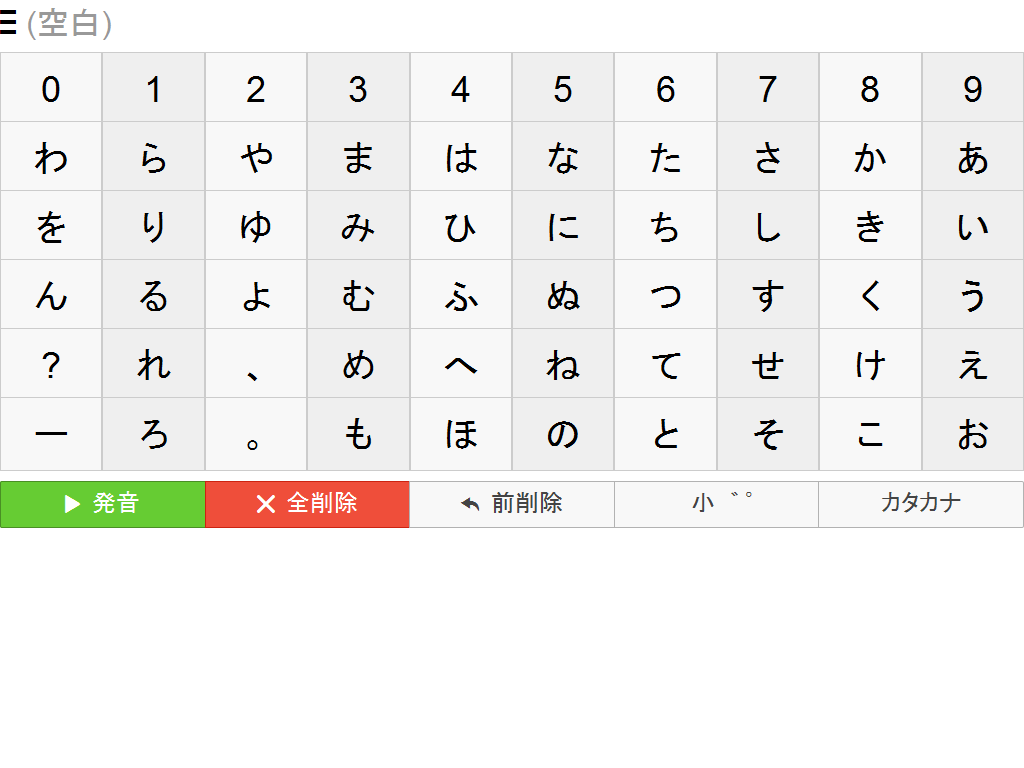 (空白)
0 1 2 3 4 5 6 7 8 9
わ ら や ま は な た さ か あ
を り ゆ み ひ に ち し き い
ん る よ む ふ ぬ つ す く う
? れ 、 め へ ね て せ け え
ー ろ 。 も ほ の と そ こ お
発音 全削除 前削除 小 ゛゜ カタカナ